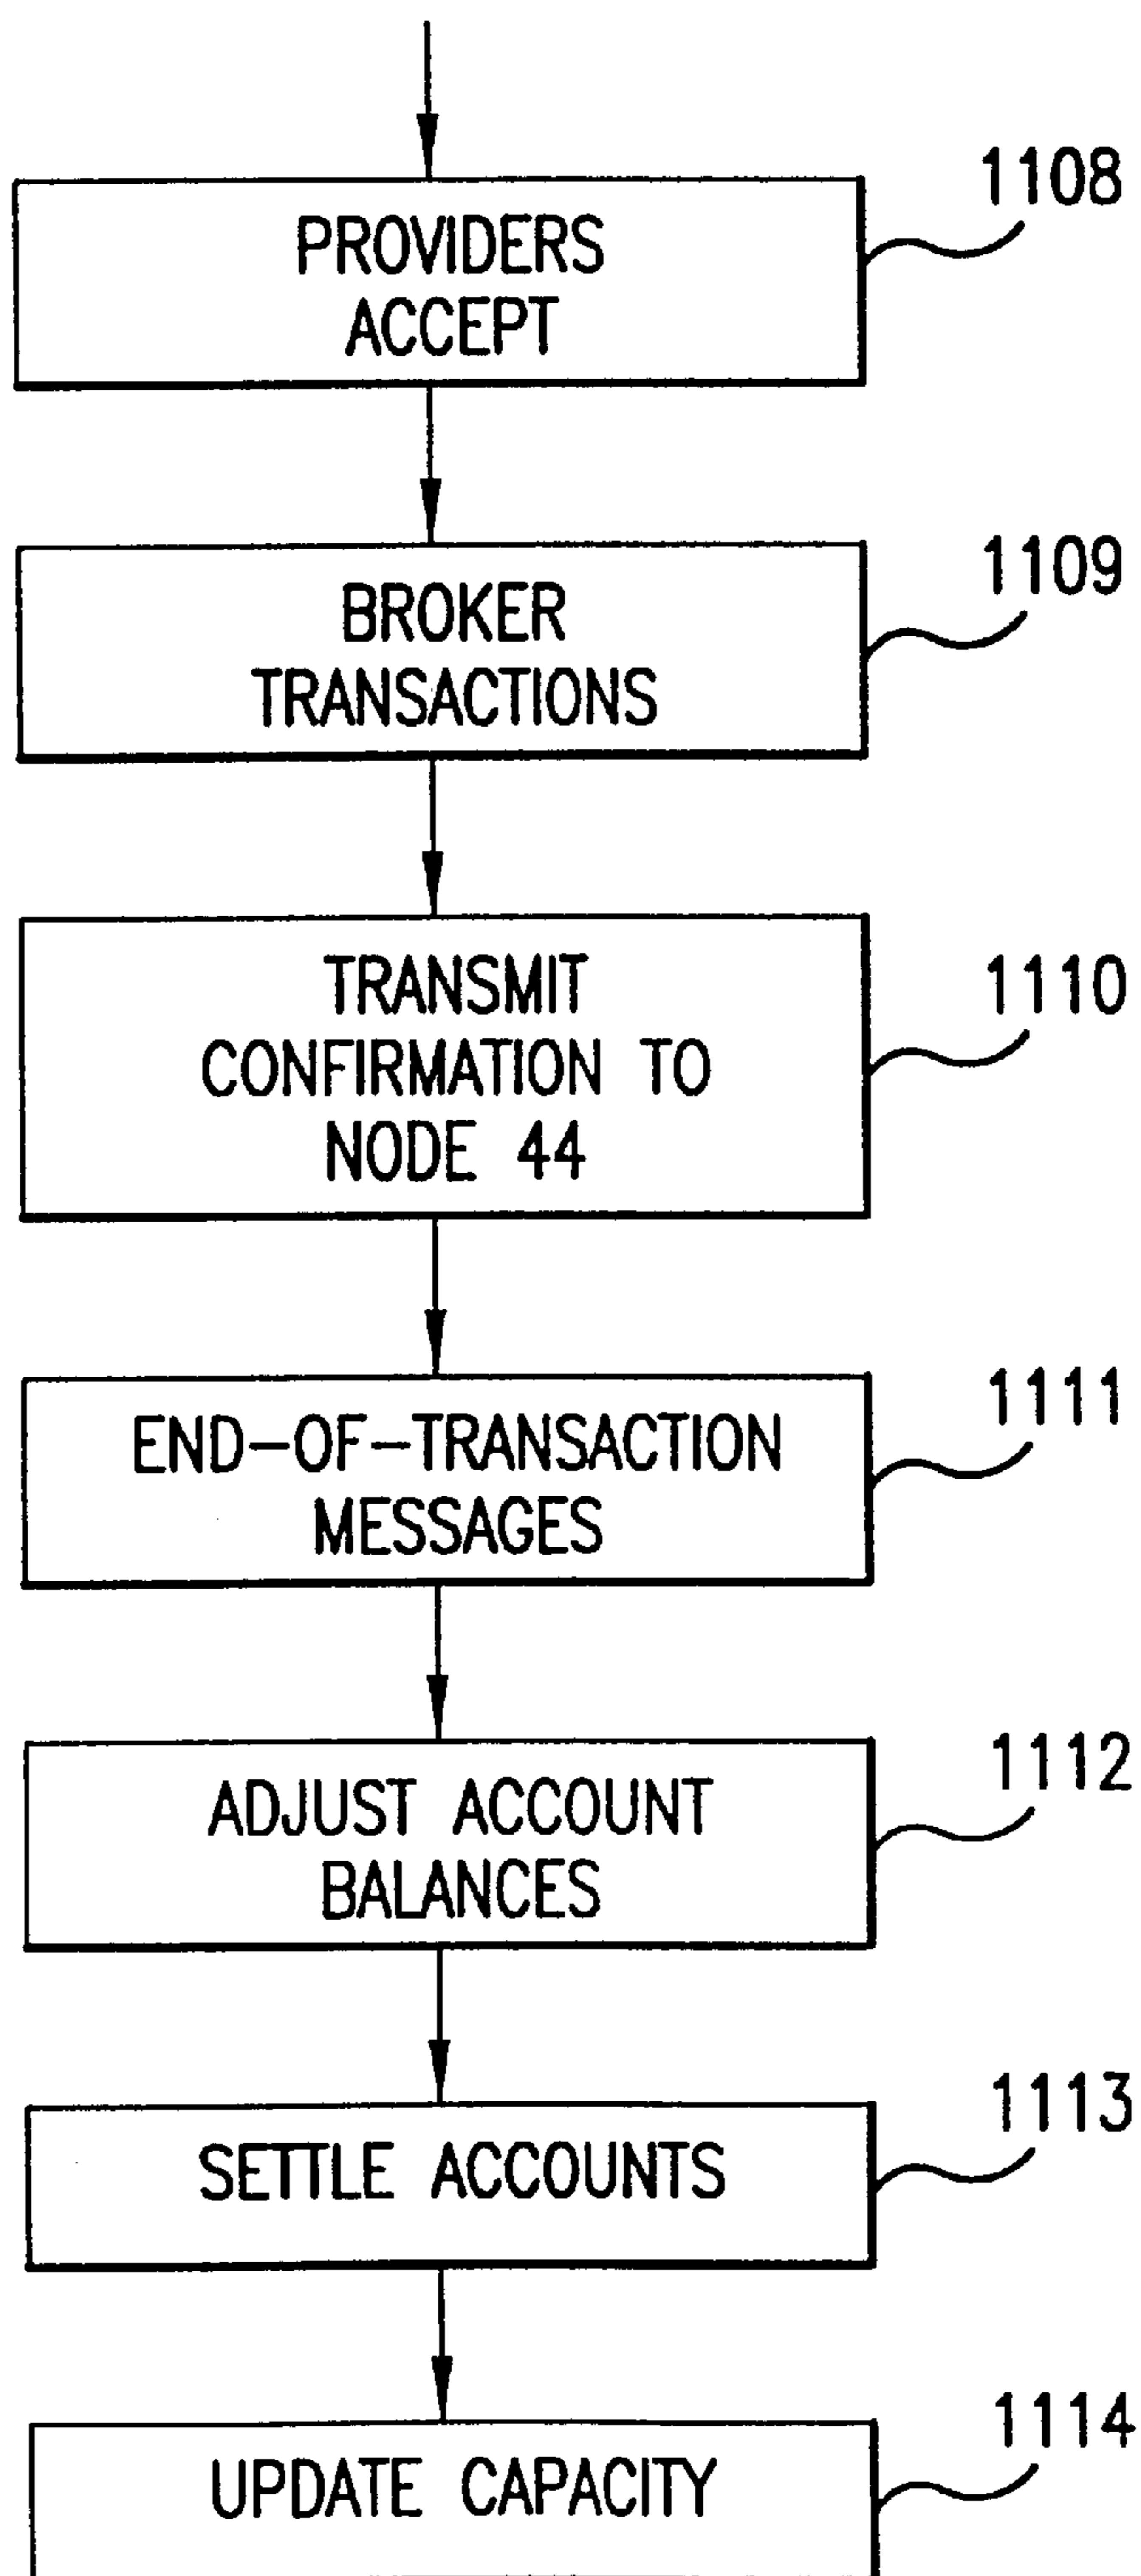 1108
PROVIDERS
ACCEPT
1109
BROKER
TRANSACTIONS
1110
TRANSMIT
CONFIRMATION TO
NODE 44
1111
END-OF-TRANSACTION
MESSAGES
1112
ADJUST ACCOUNT
BALANCES
1113
SETTLE ACCOUNTS
1114
UPDATE CAPACITY